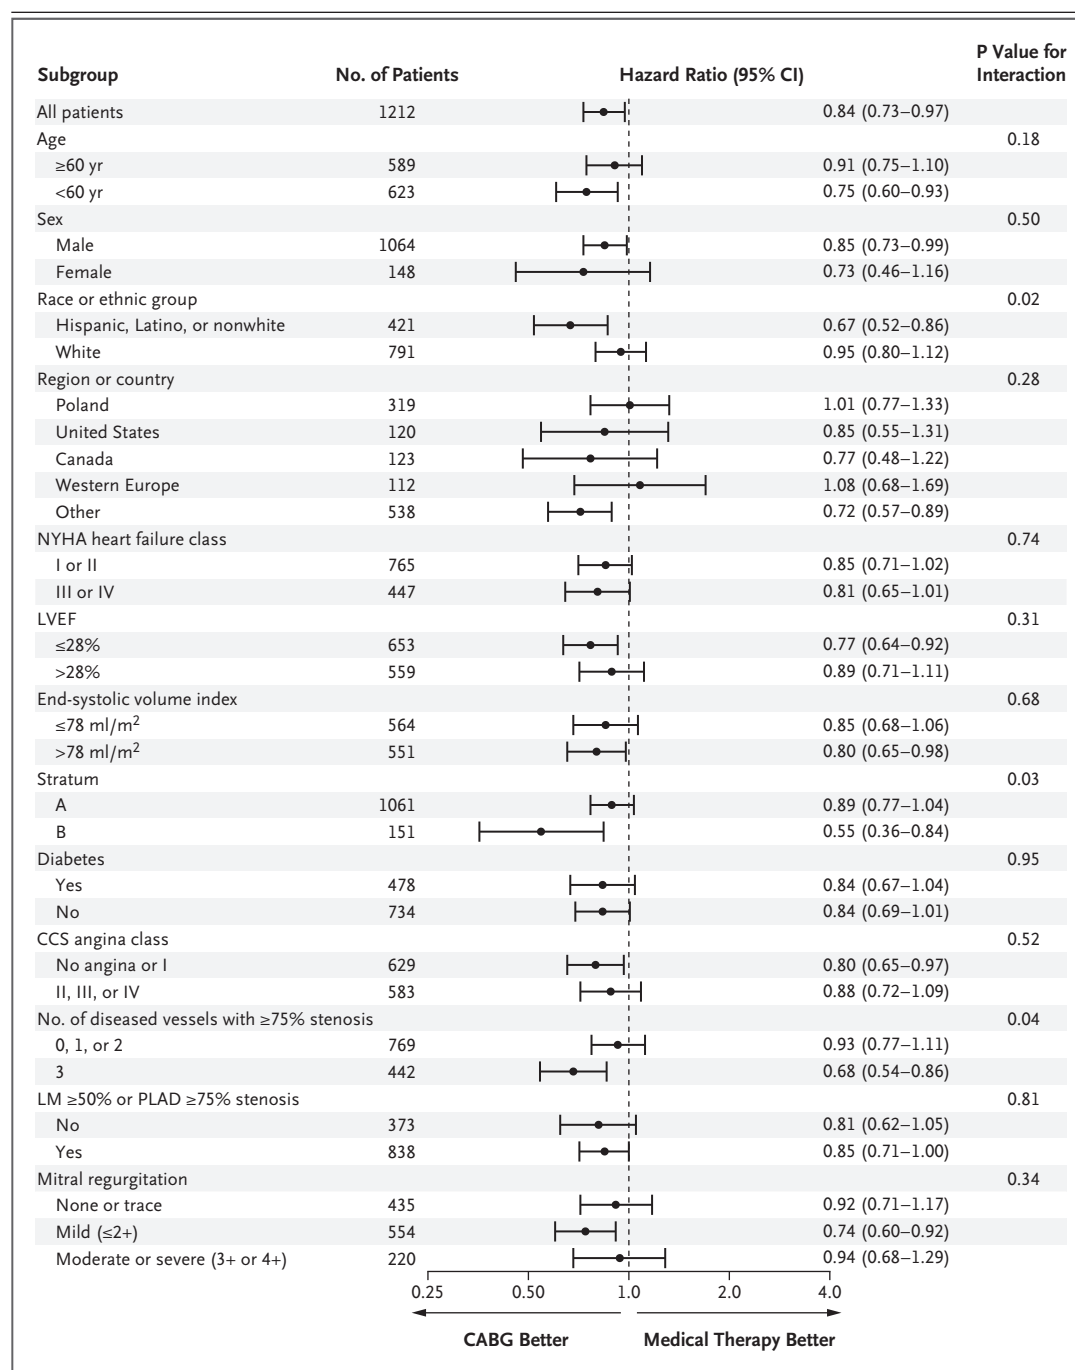 Subgroup No. of Patients Hazard Ratio (95% CI) P Value for Interaction
All patients 1212 0.84 (0.73–0.97)
Age 0.18
≥60 yr 589 0.91 (0.75–1.10)
<60 yr 623 0.75 (0.60–0.93)
Sex 0.50
Male 1064 0.85 (0.73–0.99)
Female 148 0.73 (0.46–1.16)
Race or ethnic group 0.02
Hispanic, Latino, or nonwhite 421 0.67 (0.52–0.86)
White 791 0.95 (0.80–1.12)
Region or country 0.28
Poland 319 1.01 (0.77–1.33)
United States 120 0.85 (0.55–1.31)
Canada 123 0.77 (0.48–1.22)
Western Europe 112 1.08 (0.68–1.69)
Other 538 0.72 (0.57–0.89)
NYHA heart failure class 0.74
I or II 765 0.85 (0.71–1.02)
III or IV 447 0.81 (0.65–1.01)
LVEF 0.31
≤28% 653 0.77 (0.64–0.92)
>28% 559 0.89 (0.71–1.11)
End-systolic volume index 0.68
≤78 ml/m² 564 0.85 (0.68–1.06)
>78 ml/m² 551 0.80 (0.65–0.98)
Stratum 0.03
A 1061 0.89 (0.77–1.04)
B 151 0.55 (0.36–0.84)
Diabetes 0.95
Yes 478 0.84 (0.67–1.04)
No 734 0.84 (0.69–1.01)
CCS angina class 0.52
No angina or I 629 0.80 (0.65–0.97)
II, III, or IV 583 0.88 (0.72–1.09)
No. of diseased vessels with ≥75% stenosis 0.04
0, 1, or 2 769 0.93 (0.77–1.11)
3 442 0.68 (0.54–0.86)
LM ≥50% or PLAD ≥75% stenosis 0.81
No 373 0.81 (0.62–1.05)
Yes 838 0.85 (0.71–1.00)
Mitral regurgitation 0.34
None or trace 435 0.92 (0.71–1.17)
Mild (≤2+) 554 0.74 (0.60–0.92)
Moderate or severe (3+ or 4+) 220 0.94 (0.68–1.29)
0.25 0.50 1.0 2.0 4.0
CABG Better Medical Therapy Better